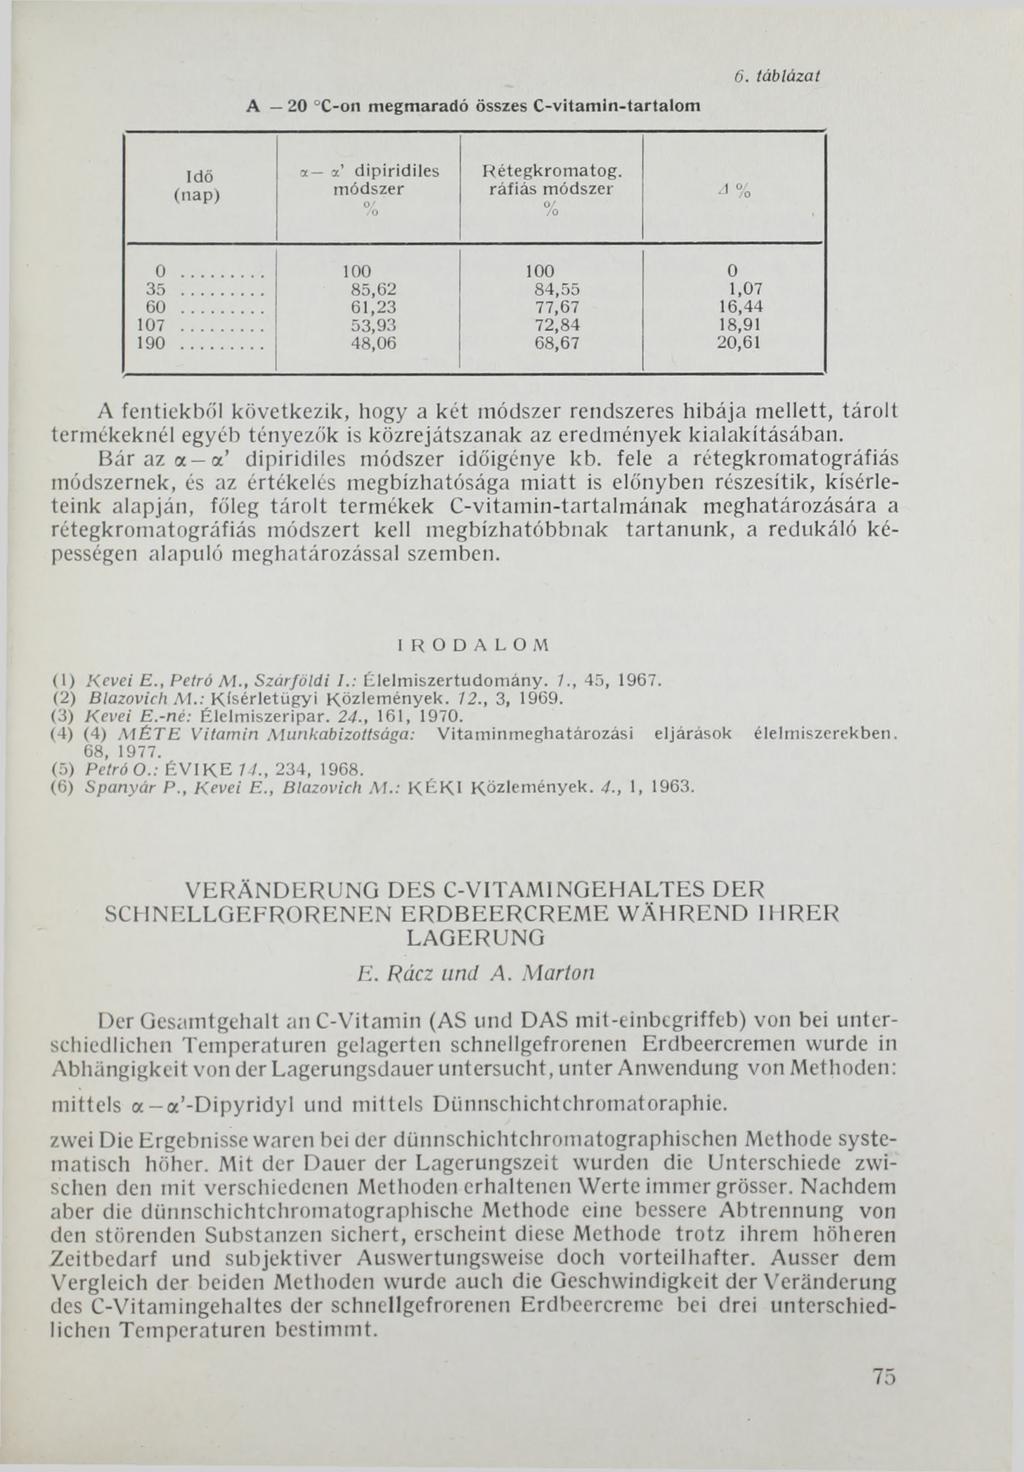 6. táblázat
A — 20 °C-on megmaradó összes C-vitamin-tartalom
Idő (nap) | α— α’ dipiridiles módszer % | Rétegkromatog. ráfiás módszer % | Δ %
0 ......... 100 100 0
35 ......... 85,62 84,55 1,07
60 ......... 61,23 77,67 16,44
107 ......... 53,93 72,84 18,91
190 ......... 48,06 68,67 20,61
A fentiekből következik, hogy a két módszer rendszeres hibája mellett, tárolt
termékeknél egyéb tényezők is közrejátszanak az eredmények kialakításában.
Bár az α—α’ dipiridiles módszer időigénye kb. fele a rétegkromatográfiás
módszernek, és az értékelés megbízhatósága miatt is előnyben részesítik, kísérle-
teink alapján, főleg tárolt termékek C-vitamin-tartalmának meghatározására a
rétegkromatográfiás módszert kell megbízhatóbbnak tartanunk, a redukáló ké-
pességen alapuló meghatározással szemben.
IRODALOM
(1) Kevei E., Petró M., Szárföldi I.: Élelmiszertudomány. 1., 45, 1967.
(2) Blazovich M.: Kísérletügyi Közlemények. 12., 3, 1969.
(3) Kevei E.-né: Élelmiszeripar. 24., 161, 1970.
(4) (4) MÉTE Vitamin Munkabizottsága: Vitaminmeghatározási eljárások élelmiszerekben.
68, 1977.
(5) Petró O.: ÉVIKE 14., 234, 1968.
(6) Spanyár P., Kevei E., Blazovich M.: KÉKI Közlemények. 4., 1, 1963.
VERÄNDERUNG DES C-VITAMINGEHALTES DER
SCHNELLGEFRORENEN ERDBEERCREME WÄHREND IHRER
LAGERUNG
E. Rácz und A. Marton
Der Gesamtgehalt an C-Vitamin (AS und DAS mit-einbegriffeb) von bei unter-
schiedlichen Temperaturen gelagerten schnellgefrorenen Erdbeercremen wurde in
Abhängigkeit von der Lagerungsdauer untersucht, unter Anwendung von Methoden:
mittels α—α’-Dipyridyl und mittels Dünnschichtchromatoraphie.
zwei Die Ergebnisse waren bei der dünnschichtchromatographischen Methode syste-
matisch höher. Mit der Dauer der Lagerungszeit wurden die Unterschiede zwi-
schen den mit verschiedenen Methoden erhaltenen Werte immer grösser. Nachdem
aber die dünnschichtchromatographische Methode eine bessere Abtrennung von
den störenden Substanzen sichert, erscheint diese Methode trotz ihrem höheren
Zeitbedarf und subjektiver Auswertungsweise doch vorteilhafter. Ausser dem
Vergleich der beiden Methoden wurde auch die Geschwindigkeit der Veränderung
des C-Vitamingehaltes der schnellgefrorenen Erdbeercreme bei drei unterschied-
lichen Temperaturen bestimmt.
75